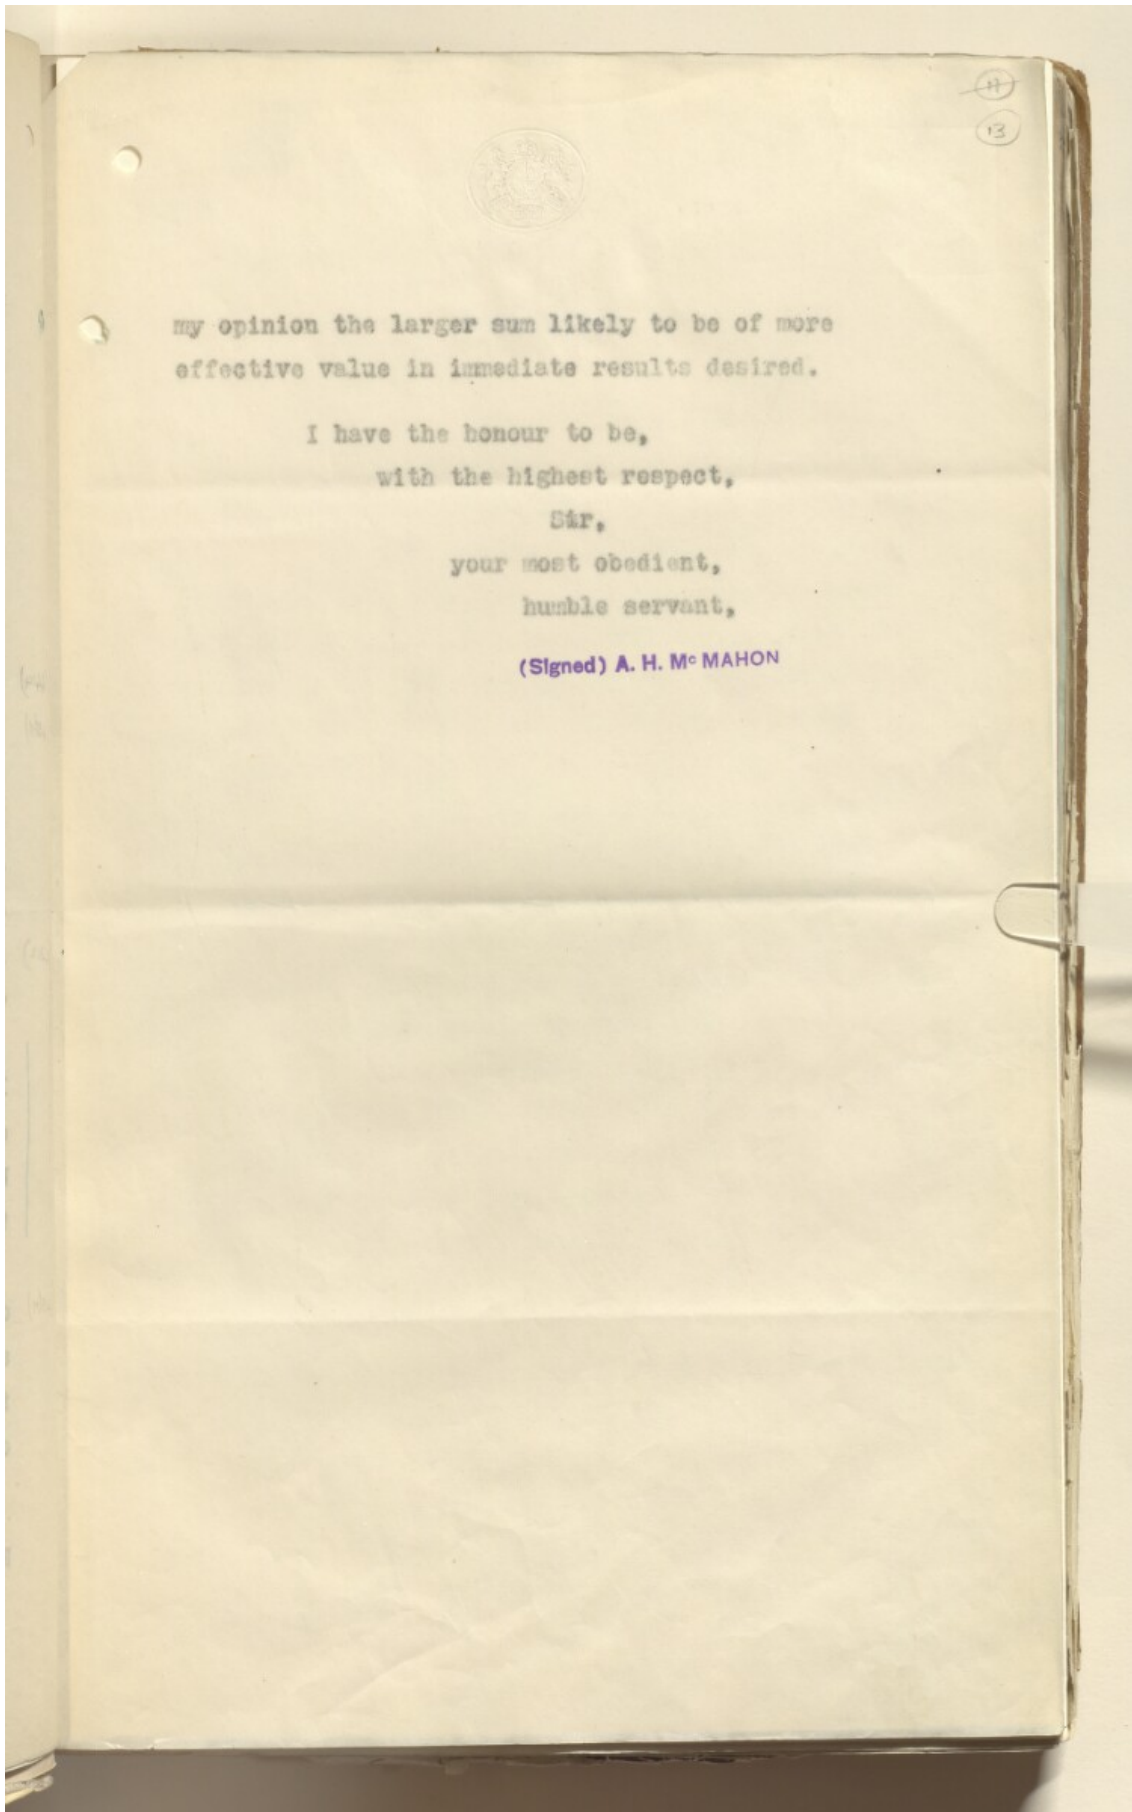 13
my opinion the larger sum likely to be of more
effective value in immediate results desired.
I have the honour to be,
with the highest respect,
Sir,
your most obedient,
humble servant,
(Signed) A. H. Mc MAHON